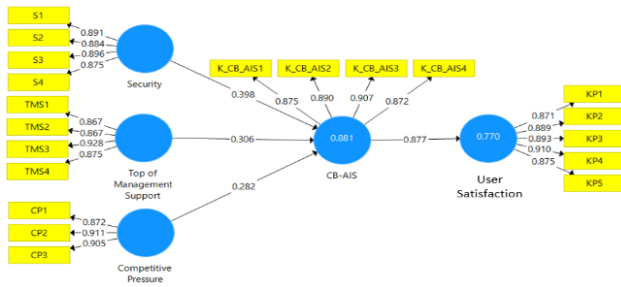 S1
S2
S3
S4
0.891
0.884
0.896
0.875
Security
TMS1
TMS2
TMS3
TMS4
0.867
0.867
0.928
0.875
Top of
Management
Support
CP1
CP2
CP3
0.872
0.911
0.905
Competitive
Pressure
0.398
0.306
0.282
K_CB_AIS1
K_CB_AIS2
K_CB_AIS3
K_CB_AIS4
0.875
0.890
0.907
0.872
0.881
CB-AIS
0.877
0.770
User
Satisfaction
0.871
0.889
0.893
0.910
0.875
KP1
KP2
KP3
KP4
KP5